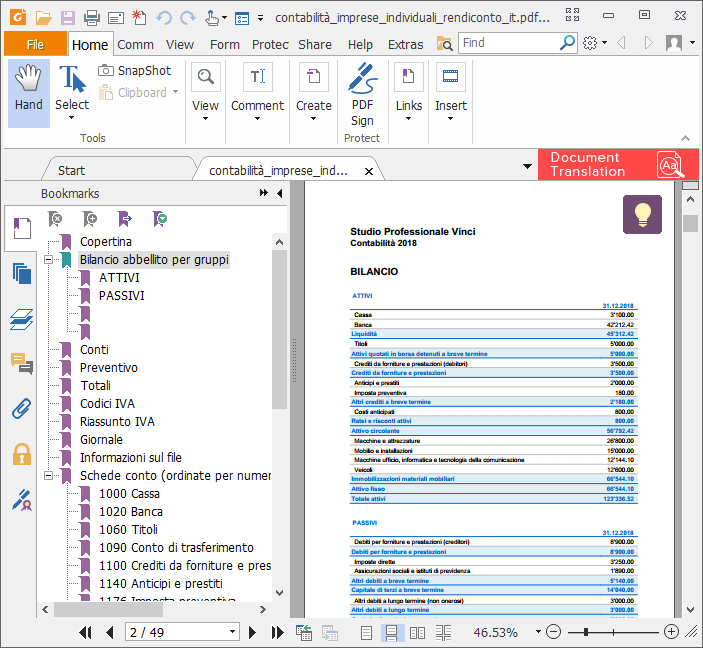 contabilità_imprese_individuali_rendiconto_it.pdf...
File Home Comm View Form Protec Share Help Extras Find
Hand
Select
SnapShot
Clipboard
View
Comment
Create
PDF
Sign
Links
Insert
Tools
Protect
Start
contabilità_imprese_ind...
Document
Translation
Aa
Bookmarks
Copertina
Bilancio abbellito per gruppi
ATTIVI
PASSIVI
Conti
Preventivo
Totali
Codici IVA
Riassunto IVA
Giornale
Informazioni sul file
Schede conto (ordinate per numer
1000 Cassa
1020 Banca
1060 Titoli
1090 Conto di trasferimento
1100 Crediti da forniture e pres
1140 Anticipi e prestiti
1176 Imposta preventiva
Studio Professionale Vinci
Contabilità 2018
BILANCIO
ATTIVI
31.12.2018
Cassa 3'100.00
Banca 42'212.42
Liquidità 45'312.42
Titoli 5'000.00
Attivi quotati in borsa detenuti a breve termine 5'000.00
Crediti da forniture e prestazioni (debitori) 3'500.00
Crediti da forniture e prestazioni 3'500.00
Anticipi e prestiti 2'000.00
Imposta preventiva 180.00
Altri crediti a breve termine 2'180.00
Costi anticipati 800.00
Ratei e risconti attivi 800.00
Attivo circolante 56'792.42
Macchine e attrezzature 26'800.00
Mobilio e installazioni 15'000.00
Macchine ufficio, informatica e tecnologia della comunicazione 12'144.10
Veicoli 12'600.00
Immobilizzazioni materiali mobiliari 66'544.10
Attivo fisso 66'544.10
Totale attivi 123'336.52
PASSIVI
31.12.2018
Debiti per forniture e prestazioni (creditori) 8'900.00
Debiti per forniture e prestazioni 8'900.00
Imposte dirette 3'250.00
Assicurazioni sociali e istituti di previdenza 1'890.00
Altri debiti a breve termine 5'140.00
Capitale di terzi a breve termine 14'040.00
Altri debiti a lungo termine (non onerosi) 3'000.00
Altri debiti a lungo termine 3'000.00
2 / 49
46.53%